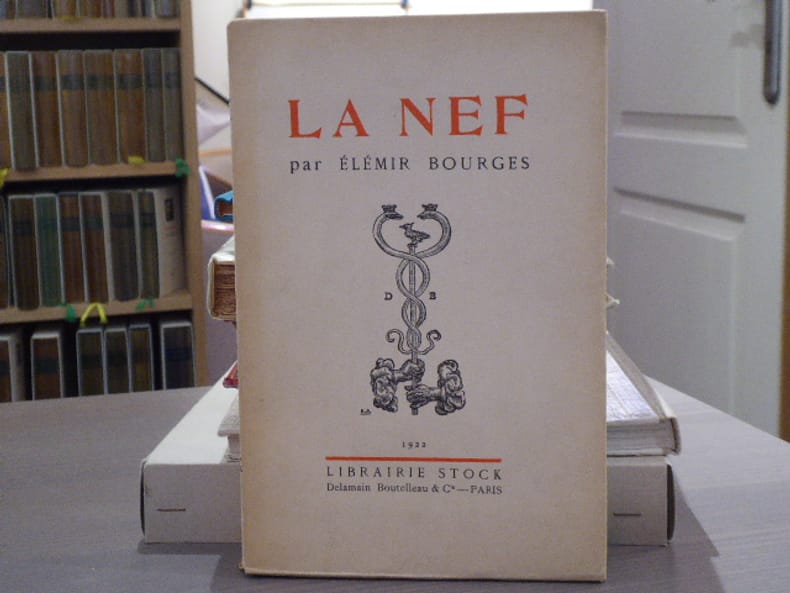 LA NEF
par ÉLÉMIR BOURGES
D B
1922
LIBRAIRIE STOCK
Delamain Boutelleau & Cie — PARIS